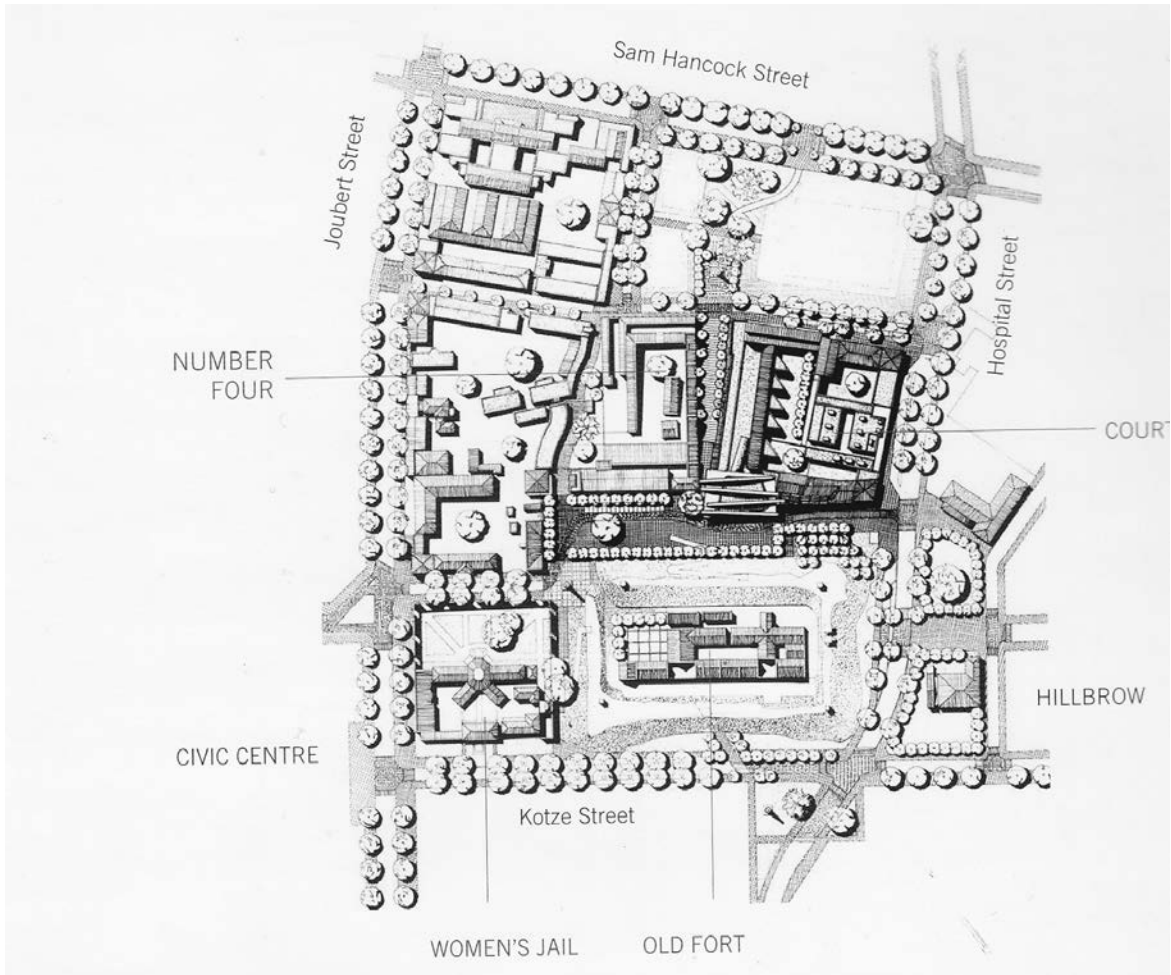 Sam Hancock Street
Joubert Street
Hospital Street
NUMBER
FOUR
COURT
HILLBROW
CIVIC CENTRE
Kotze Street
WOMEN'S JAIL
OLD FORT